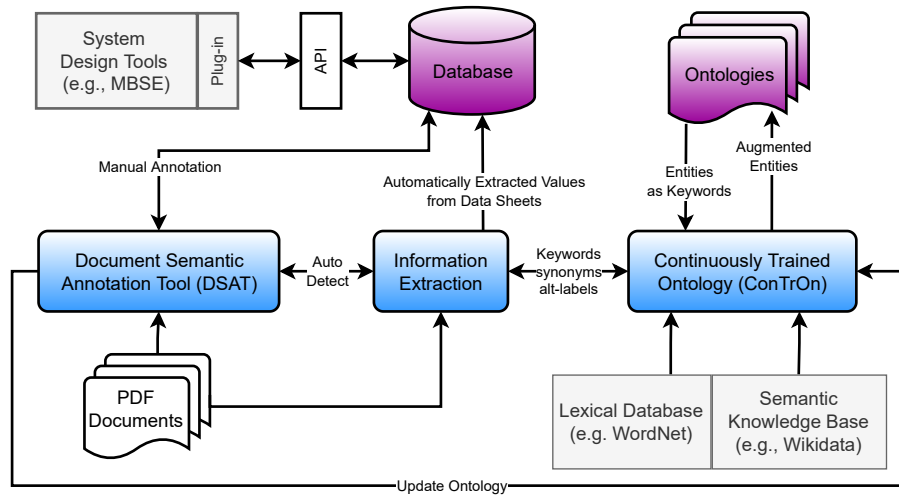 System
Design Tools
(e.g., MBSE)
Plug-in
API
Database
Ontologies
Manual Annotation
Automatically Extracted Values
from Data Sheets
Entities
as Keywords
Augmented
Entities
Document Semantic
Annotation Tool (DSAT)
Auto
Detect
Information
Extraction
Keywords
synonyms
alt-labels
Continuously Trained
Ontology (ConTrOn)
PDF
Documents
Lexical Database
(e.g. WordNet)
Semantic
Knowledge Base
(e.g., Wikidata)
Update Ontology